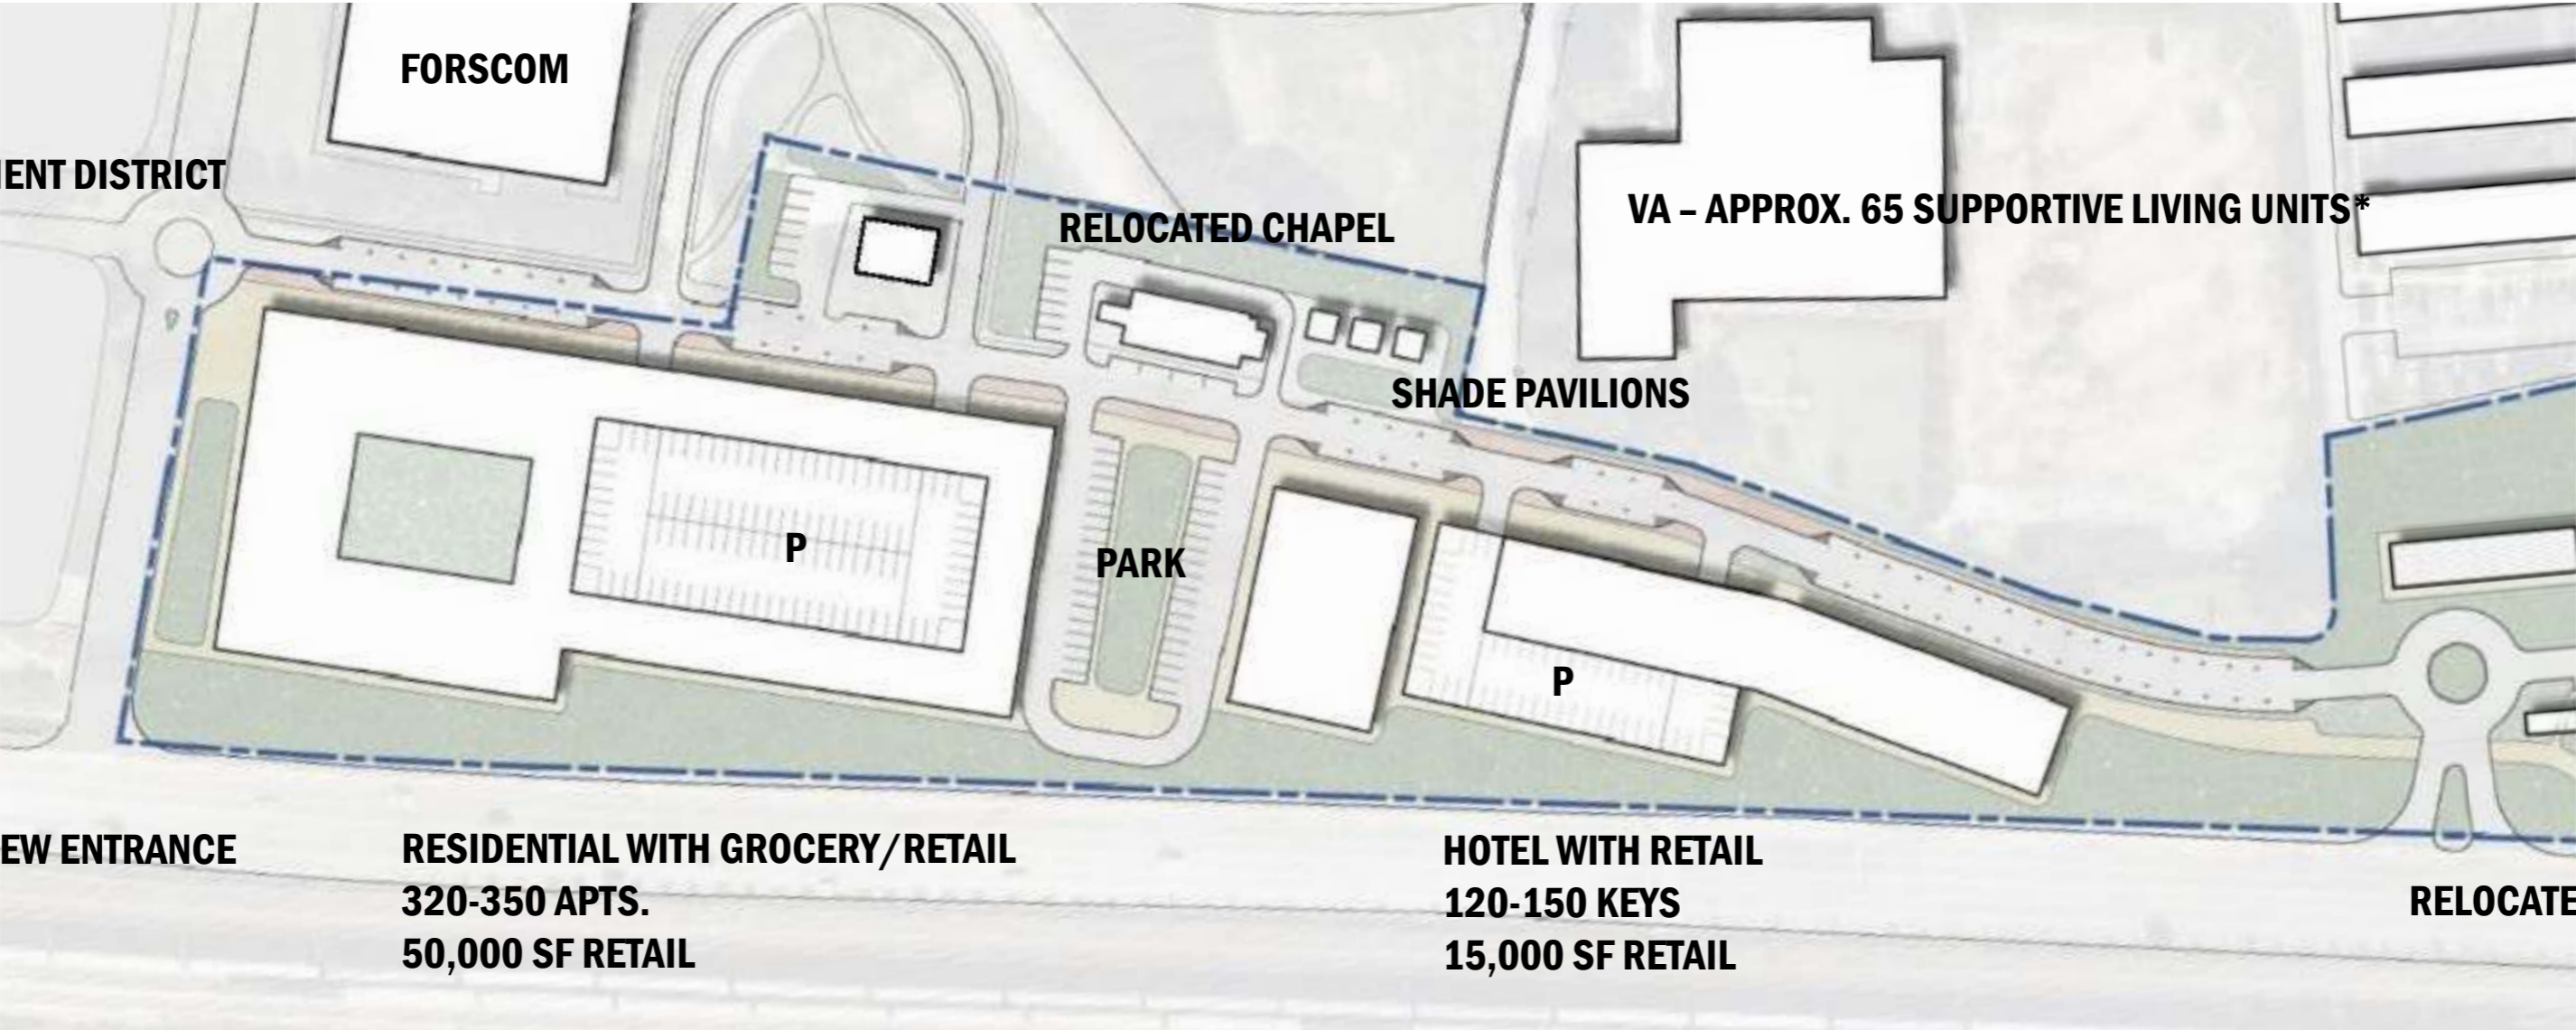 FORSCOM
IENT DISTRICT
RELOCATED CHAPEL
VA – APPROX. 65 SUPPORTIVE LIVING UNITS*
SHADE PAVILIONS
P
PARK
P
EW ENTRANCE
RESIDENTIAL WITH GROCERY/RETAIL
320-350 APTS.
50,000 SF RETAIL
HOTEL WITH RETAIL
120-150 KEYS
15,000 SF RETAIL
RELOCATE